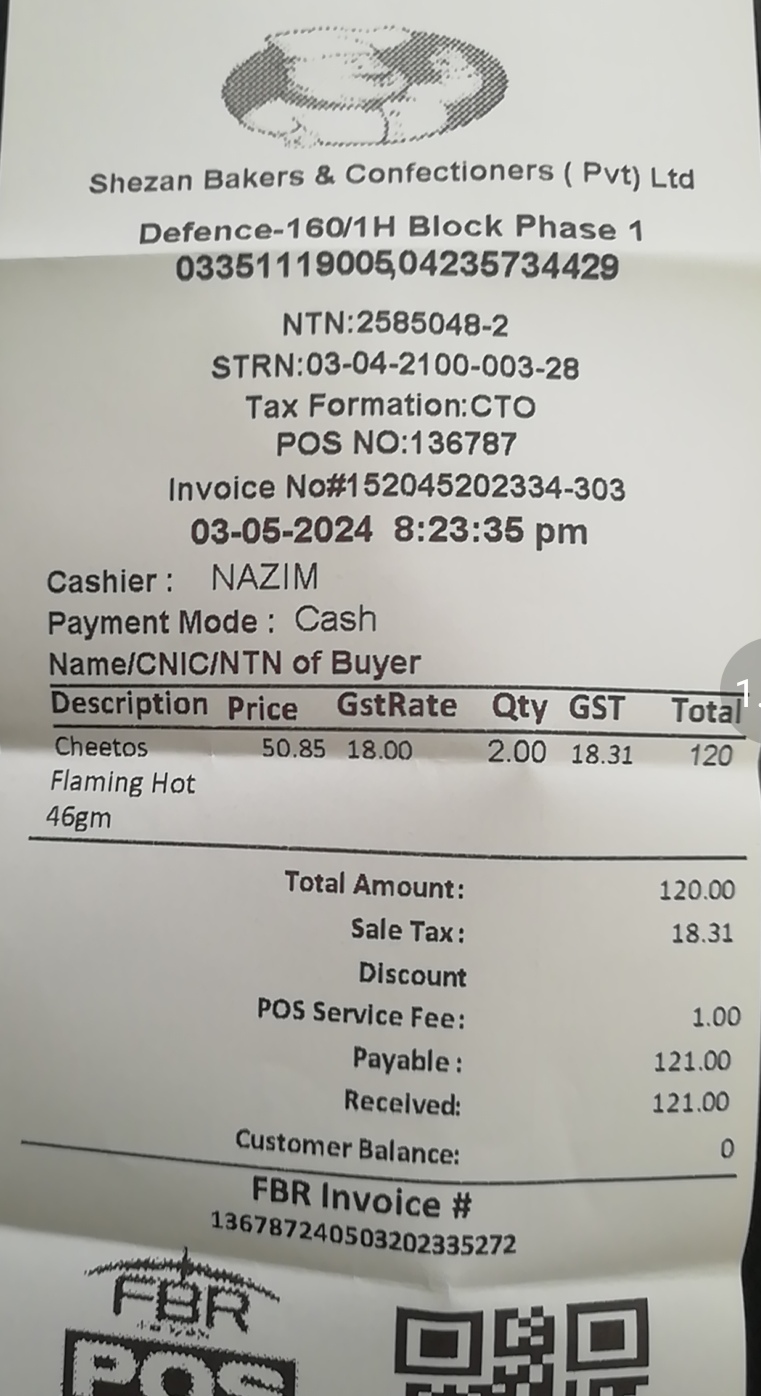 Shezan Bakers & Confectioners ( Pvt) Ltd
Defence-160/1H Block Phase 1
03351119005,04235734429
NTN:2585048-2
STRN:03-04-2100-003-28
Tax Formation:CTO
POS NO:136787
Invoice No#152045202334-303
03-05-2024 8:23:35 pm
Cashier : NAZIM
Payment Mode : Cash
Name/CNIC/NTN of Buyer
Description Price GstRate Qty GST Total
Cheetos 50.85 18.00 2.00 18.31 120
Flaming Hot
46gm
Total Amount: 120.00
Sale Tax: 18.31
Discount
POS Service Fee: 1.00
Payable : 121.00
Received: 121.00
Customer Balance: 0
FBR Invoice #
136787240503202335272
FBR
POS